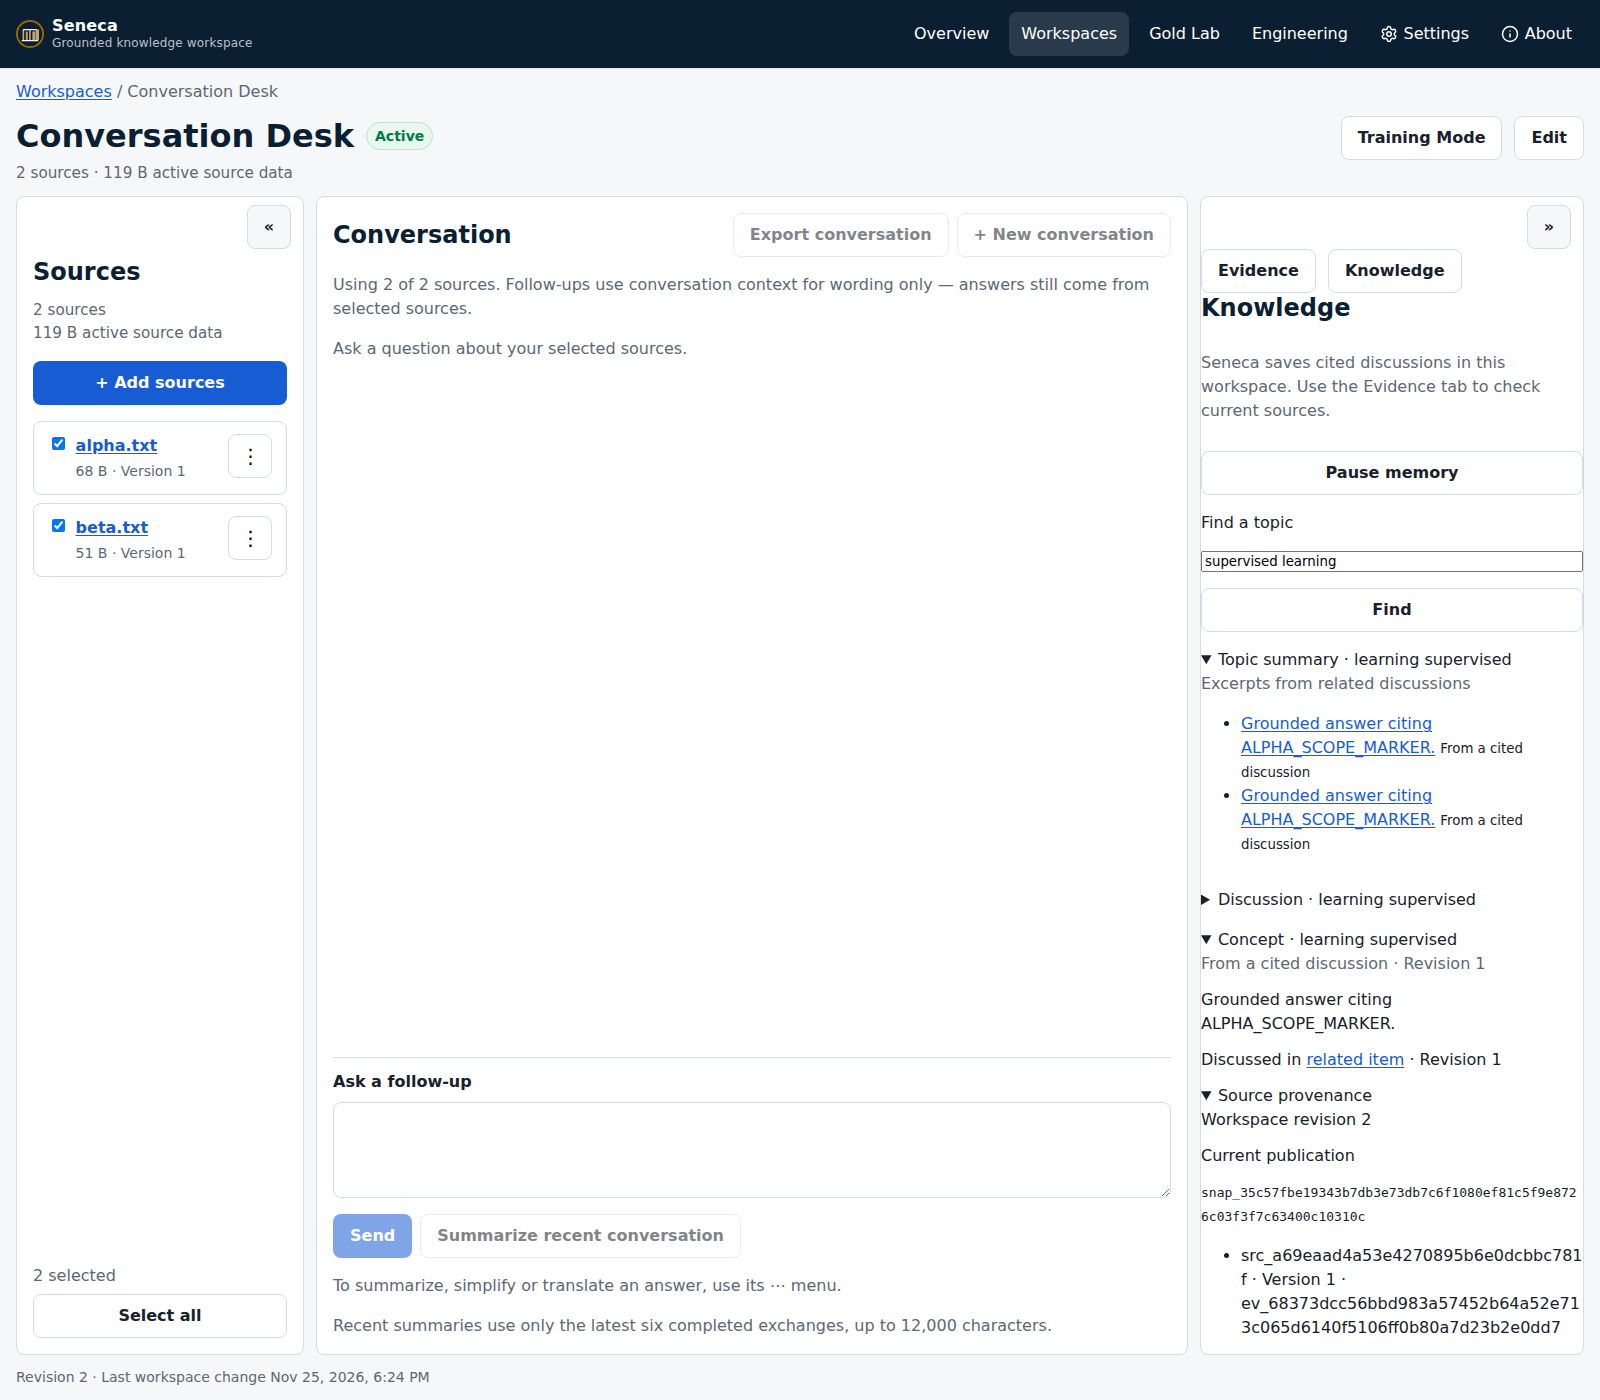 Seneca
Grounded knowledge workspace
Overview
Workspaces
Gold Lab
Engineering
Settings
About
Workspaces / Conversation Desk
Conversation Desk
Active
Training Mode
Edit
2 sources · 119 B active source data
«
Sources
2 sources
119 B active source data
+ Add sources
alpha.txt
68 B · Version 1
⋮
beta.txt
51 B · Version 1
⋮
2 selected
Select all
Conversation
Export conversation
+ New conversation
Using 2 of 2 sources. Follow-ups use conversation context for wording only — answers still come from
selected sources.
Ask a question about your selected sources.
Ask a follow-up
Send
Summarize recent conversation
To summarize, simplify or translate an answer, use its ··· menu.
Recent summaries use only the latest six completed exchanges, up to 12,000 characters.
»
Evidence
Knowledge
Knowledge
Seneca saves cited discussions in this
workspace. Use the Evidence tab to check
current sources.
Pause memory
Find a topic
supervised learning
Find
▼ Topic summary · learning supervised
Excerpts from related discussions
• Grounded answer citing
ALPHA_SCOPE_MARKER. From a cited
discussion
• Grounded answer citing
ALPHA_SCOPE_MARKER. From a cited
discussion
▶ Discussion · learning supervised
▼ Concept · learning supervised
From a cited discussion · Revision 1
Grounded answer citing
ALPHA_SCOPE_MARKER.
Discussed in related item · Revision 1
▼ Source provenance
Workspace revision 2
Current publication
snap_35c57fbe19343b7db3e73db7c6f1080ef81c5f9e872
6c03f3f7c63400c10310c
• src_a69eaad4a53e4270895b6e0dcbbc781
f · Version 1 ·
ev_68373dcc56bbd983a57452b64a52e71
3c065d6140f5106ff0b80a7d23b2e0dd7
Revision 2 · Last workspace change Nov 25, 2026, 6:24 PM